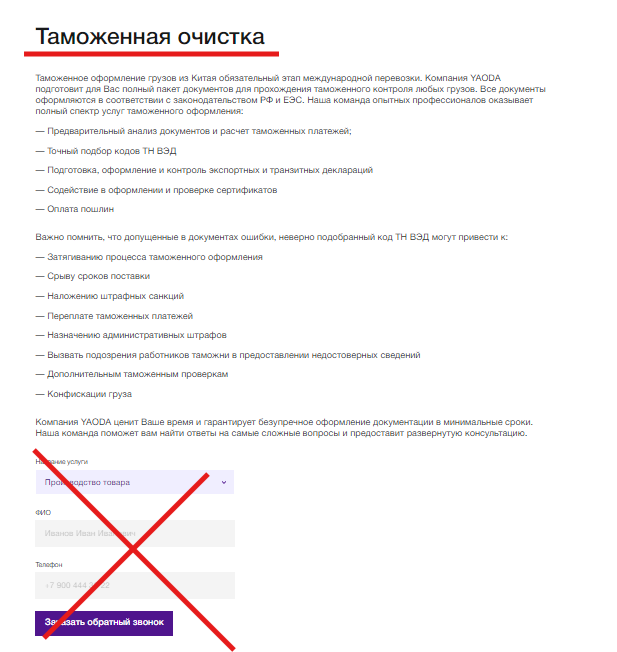 Таможенная очистка
Таможенное оформление грузов из Китая обязательный этап международной перевозки. Компания YAODA
подготовит для Вас полный пакет документов для прохождения таможенного контроля любых грузов. Все документы
оформляются в соответствии с законодательством РФ и ЕЭС. Наша команда опытных профессионалов оказывает
полный спектр услуг таможенного оформления:
— Предварительный анализ документов и расчет таможенных платежей;
— Точный подбор кодов ТН ВЭД
— Подготовка, оформление и контроль экспортных и транзитных деклараций
— Содействие в оформлении и проверке сертификатов
— Оплата пошлин
Важно помнить, что допущенные в документах ошибки, неверно подобранный код ТН ВЭД могут привести к:
— Затягиванию процесса таможенного оформления
— Срыву сроков поставки
— Наложению штрафных санкций
— Переплате таможенных платежей
— Назначению административных штрафов
— Вызвать подозрения работников таможни в предоставлении недостоверных сведений
— Дополнительным таможенным проверкам
— Конфискации груза
Компания YAODA ценит Ваше время и гарантирует безупречное оформление документации в минимальные сроки.
Наша команда поможет вам найти ответы на самые сложные вопросы и предоставит развернутую консультацию.
Название услуги
Производство товара
ФИО
Иванов Иван Иванович
Телефон
+7 900 444
Заказать обратный звонок